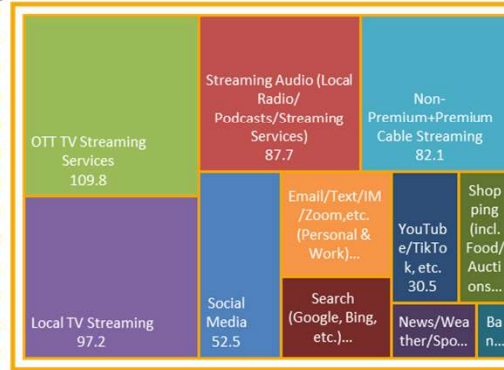 OTT TV Streaming
Services
109.8
Local TV Streaming
97.2
Streaming Audio (Local
Radio/
Podcasts/Streaming
Services)
87.7
Non-
Premium+Premium
Cable Streaming
82.1
Social
Media
52.5
Email/Text/IM
/Zoom,etc.
(Personal &
Work)...
Search
(Google, Bing,
etc.)...
YouTub
e/TikTo
k, etc.
30.5
Shop
ping
(incl.
Food/
Aucti
ons...
News/Wea
ther/Spo...
Ba
n...